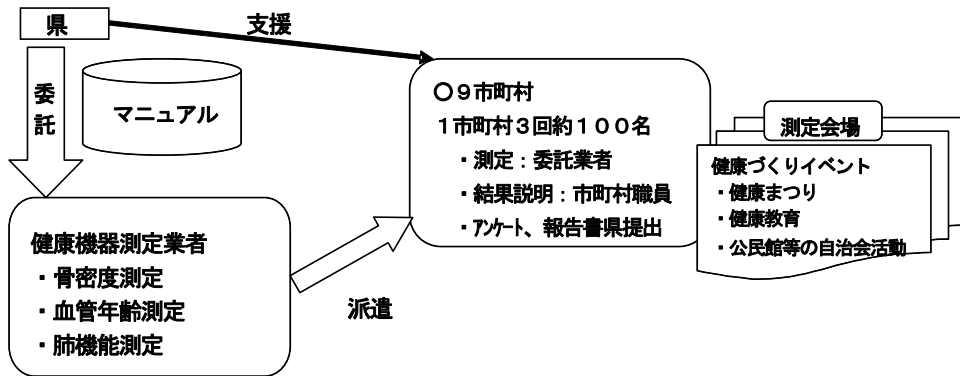 県
支援
委託
マニュアル
○９市町村
１市町村３回約１００名
・測定：委託業者
・結果説明：市町村職員
・ｱﾝｹｰﾄ、報告書県提出
測定会場
健康づくりイベント
・健康まつり
・健康教育
・公民館等の自治会活動
健康機器測定業者
・骨密度測定
・血管年齢測定
・肺機能測定
派遣